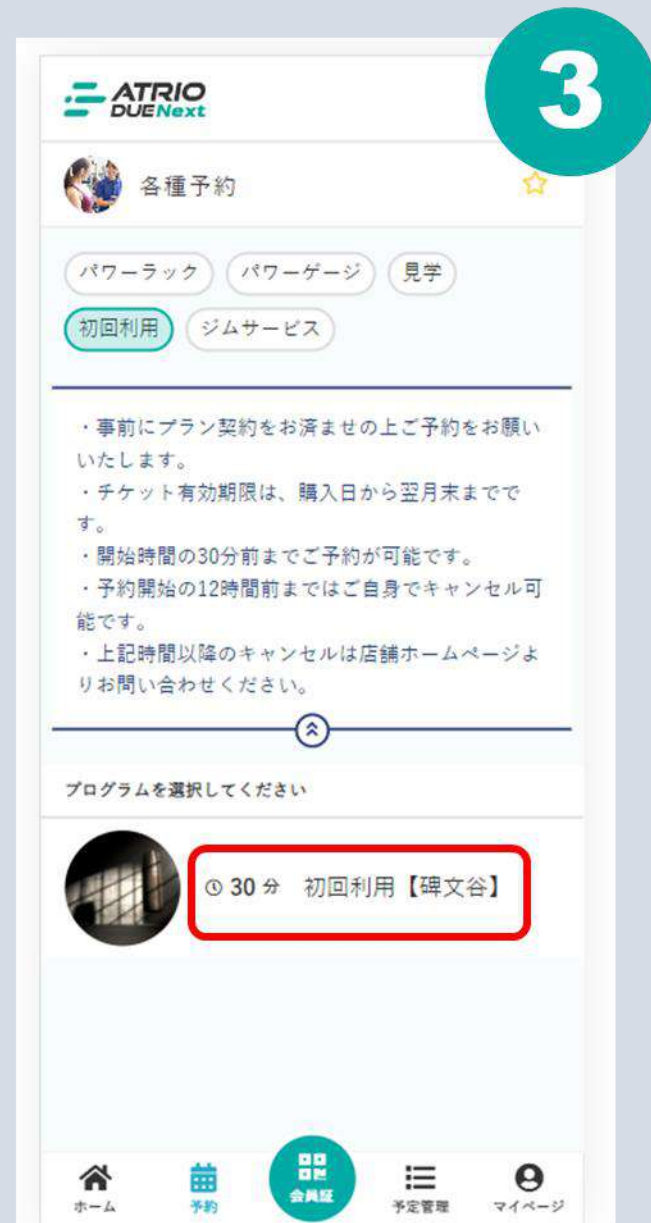 3
ATRIO
DUENext
各種予約
パワーラック パワーゲージ 見学
初回利用 ジムサービス
・事前にプラン契約をお済ませの上ご予約をお願い
いたします。
・チケット有効期限は、購入日から翌月末までで
す。
・開始時間の30分前までご予約が可能です。
・予約開始の12時間前まではご自身でキャンセル可
能です。
・上記時間以降のキャンセルは店舗ホームページよ
りお問い合わせください。
プログラムを選択してください
30 分 初回利用【碑文谷】
ホーム 予約 会員証 予定管理 マイページ